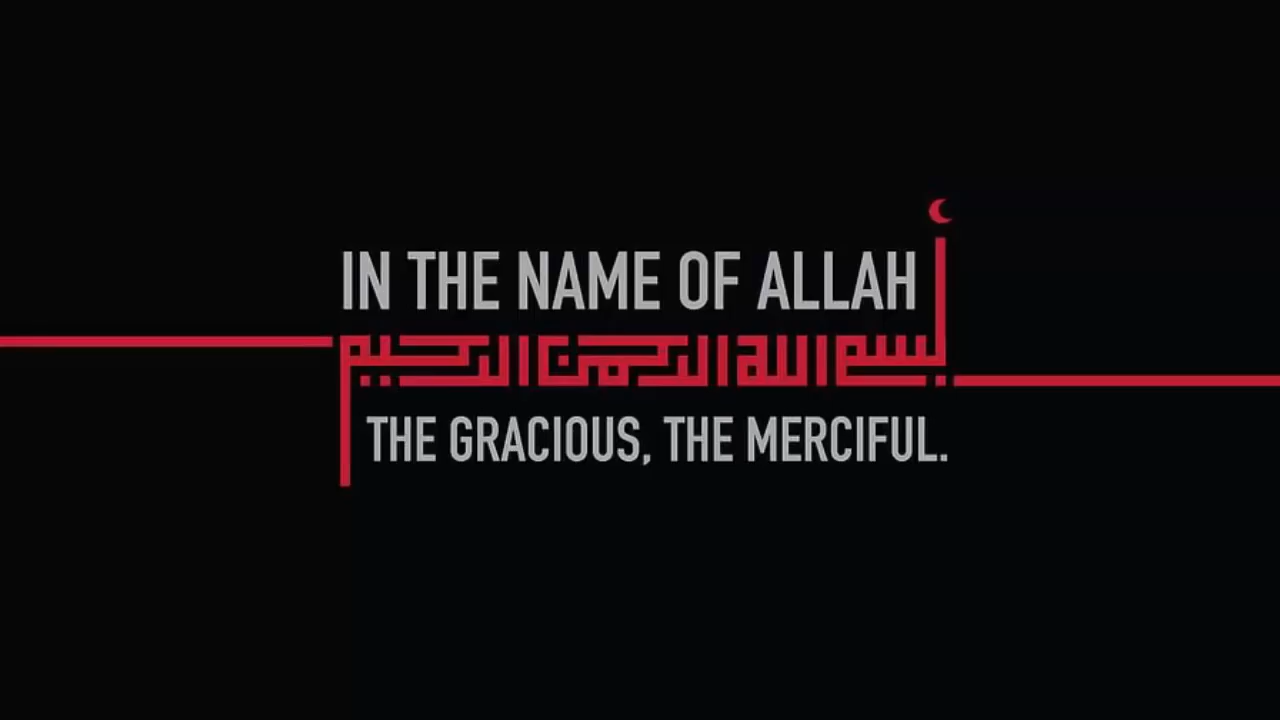 IN THE NAME OF ALLAH
بسم الله الرحمن الرحيم
THE GRACIOUS, THE MERCIFUL.